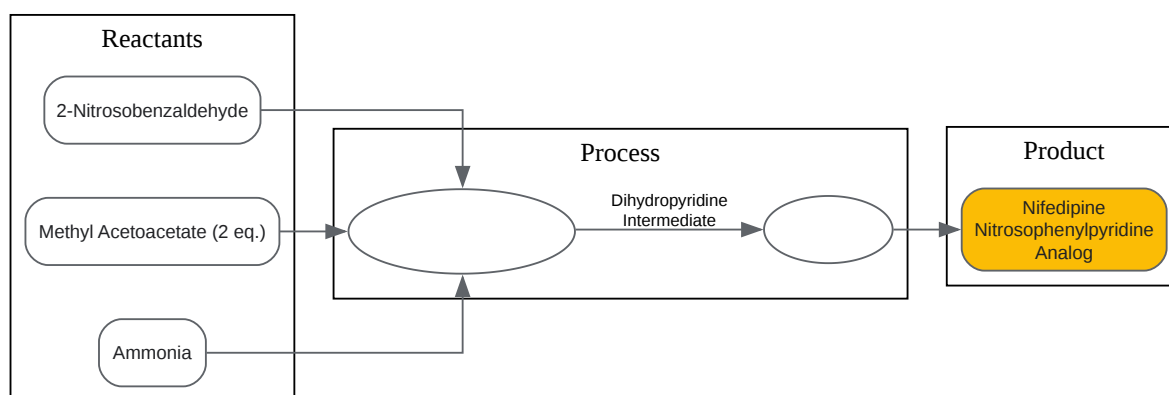 Reactants
2-Nitrosobenzaldehyde
Methyl Acetoacetate (2 eq.)
Ammonia
Process
Dihydropyridine
Intermediate
Product
Nifedipine
Nitrosophenylpyridine
Analog